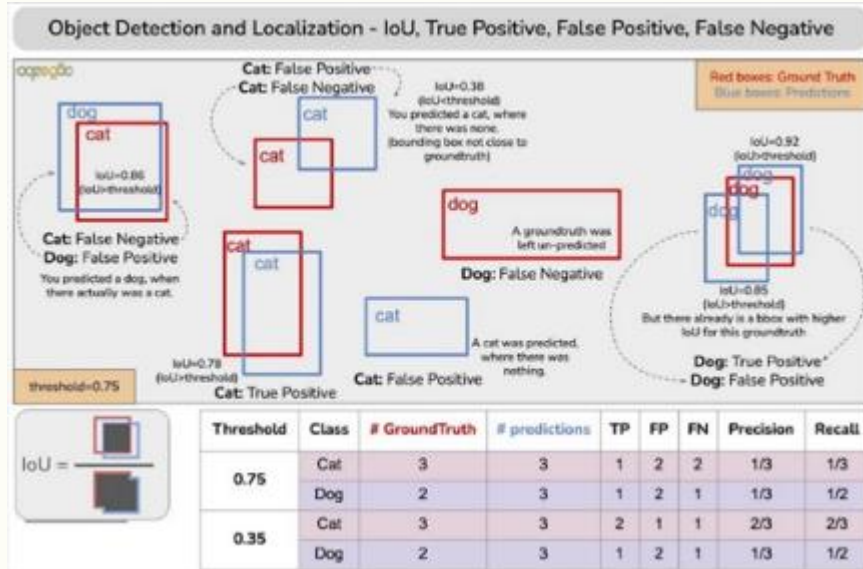 Object Detection and Localization - IoU, True Positive, False Positive, False Negative
Cat: False Positive
Cat: False Negative
IoU=0.38
(IoU<threshold)
You predicted a cat, where
there was none.
(bounding box not close to
groundtruth)
Red boxes: Ground Truth
Blue boxes: Predictions
dog
cat
IoU=0.86
(IoU>threshold)
Cat: False Negative
Dog: False Positive
You predicted a dog, when
there actually was a cat.
cat
cat
cat
cat
IoU=0.78
(IoU>threshold)
Cat: True Positive
dog
A groundtruth was
left un-predicted
Dog: False Negative
cat
A cat was predicted,
where there was
nothing.
Cat: False Positive
IoU=0.92
(IoU>threshold)
dog
dog
dog
IoU=0.85
(IoU>threshold)
But there already is a bbox with higher
IoU for this groundtruth
Dog: True Positive
Dog: False Positive
threshold=0.75
IoU =
Threshold Class # GroundTruth # predictions TP FP FN Precision Recall
0.75 Cat 3 3 1 2 2 1/3 1/3
Dog 2 3 1 2 1 1/3 1/2
0.35 Cat 3 3 2 1 1 2/3 2/3
Dog 2 3 1 2 1 1/3 1/2